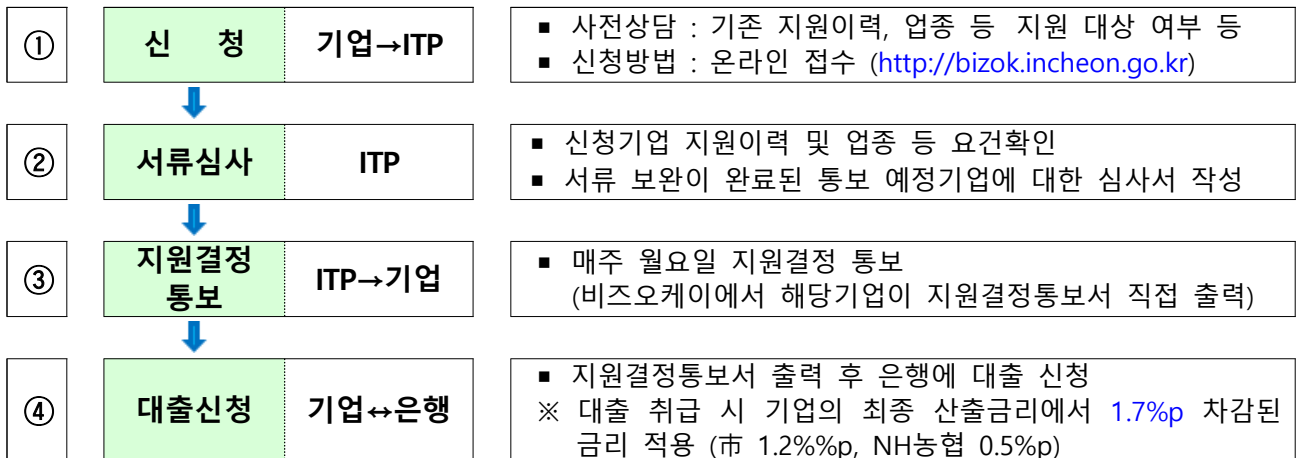 ① 신 청 기업→ITP
■ 사전상담 : 기존 지원이력, 업종 등 지원 대상 여부 등
■ 신청방법 : 온라인 접수 (http://bizok.incheon.go.kr)
② 서류심사 ITP
■ 신청기업 지원이력 및 업종 등 요건확인
■ 서류 보완이 완료된 통보 예정기업에 대한 심사서 작성
③ 지원결정
통보 ITP→기업
■ 매주 월요일 지원결정 통보
(비즈오케이에서 해당기업이 지원결정통보서 직접 출력)
④ 대출신청 기업↔은행
■ 지원결정통보서 출력 후 은행에 대출 신청
※ 대출 취급 시 기업의 최종 산출금리에서 1.7%p 차감된
금리 적용 (市 1.2%%p, NH농협 0.5%p)